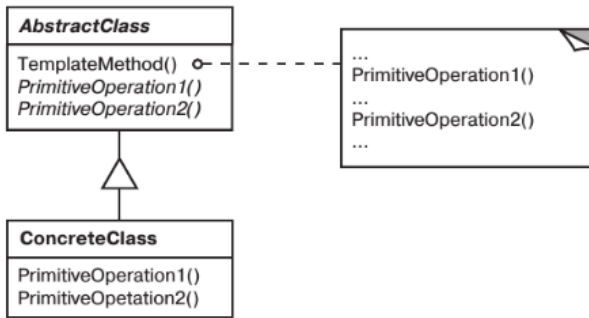 AbstractClass
TemplateMethod()
PrimitiveOperation1()
PrimitiveOperation2()
...
PrimitiveOperation1()
...
PrimitiveOperation2()
...
ConcreteClass
PrimitiveOperation1()
PrimitiveOpetation2()